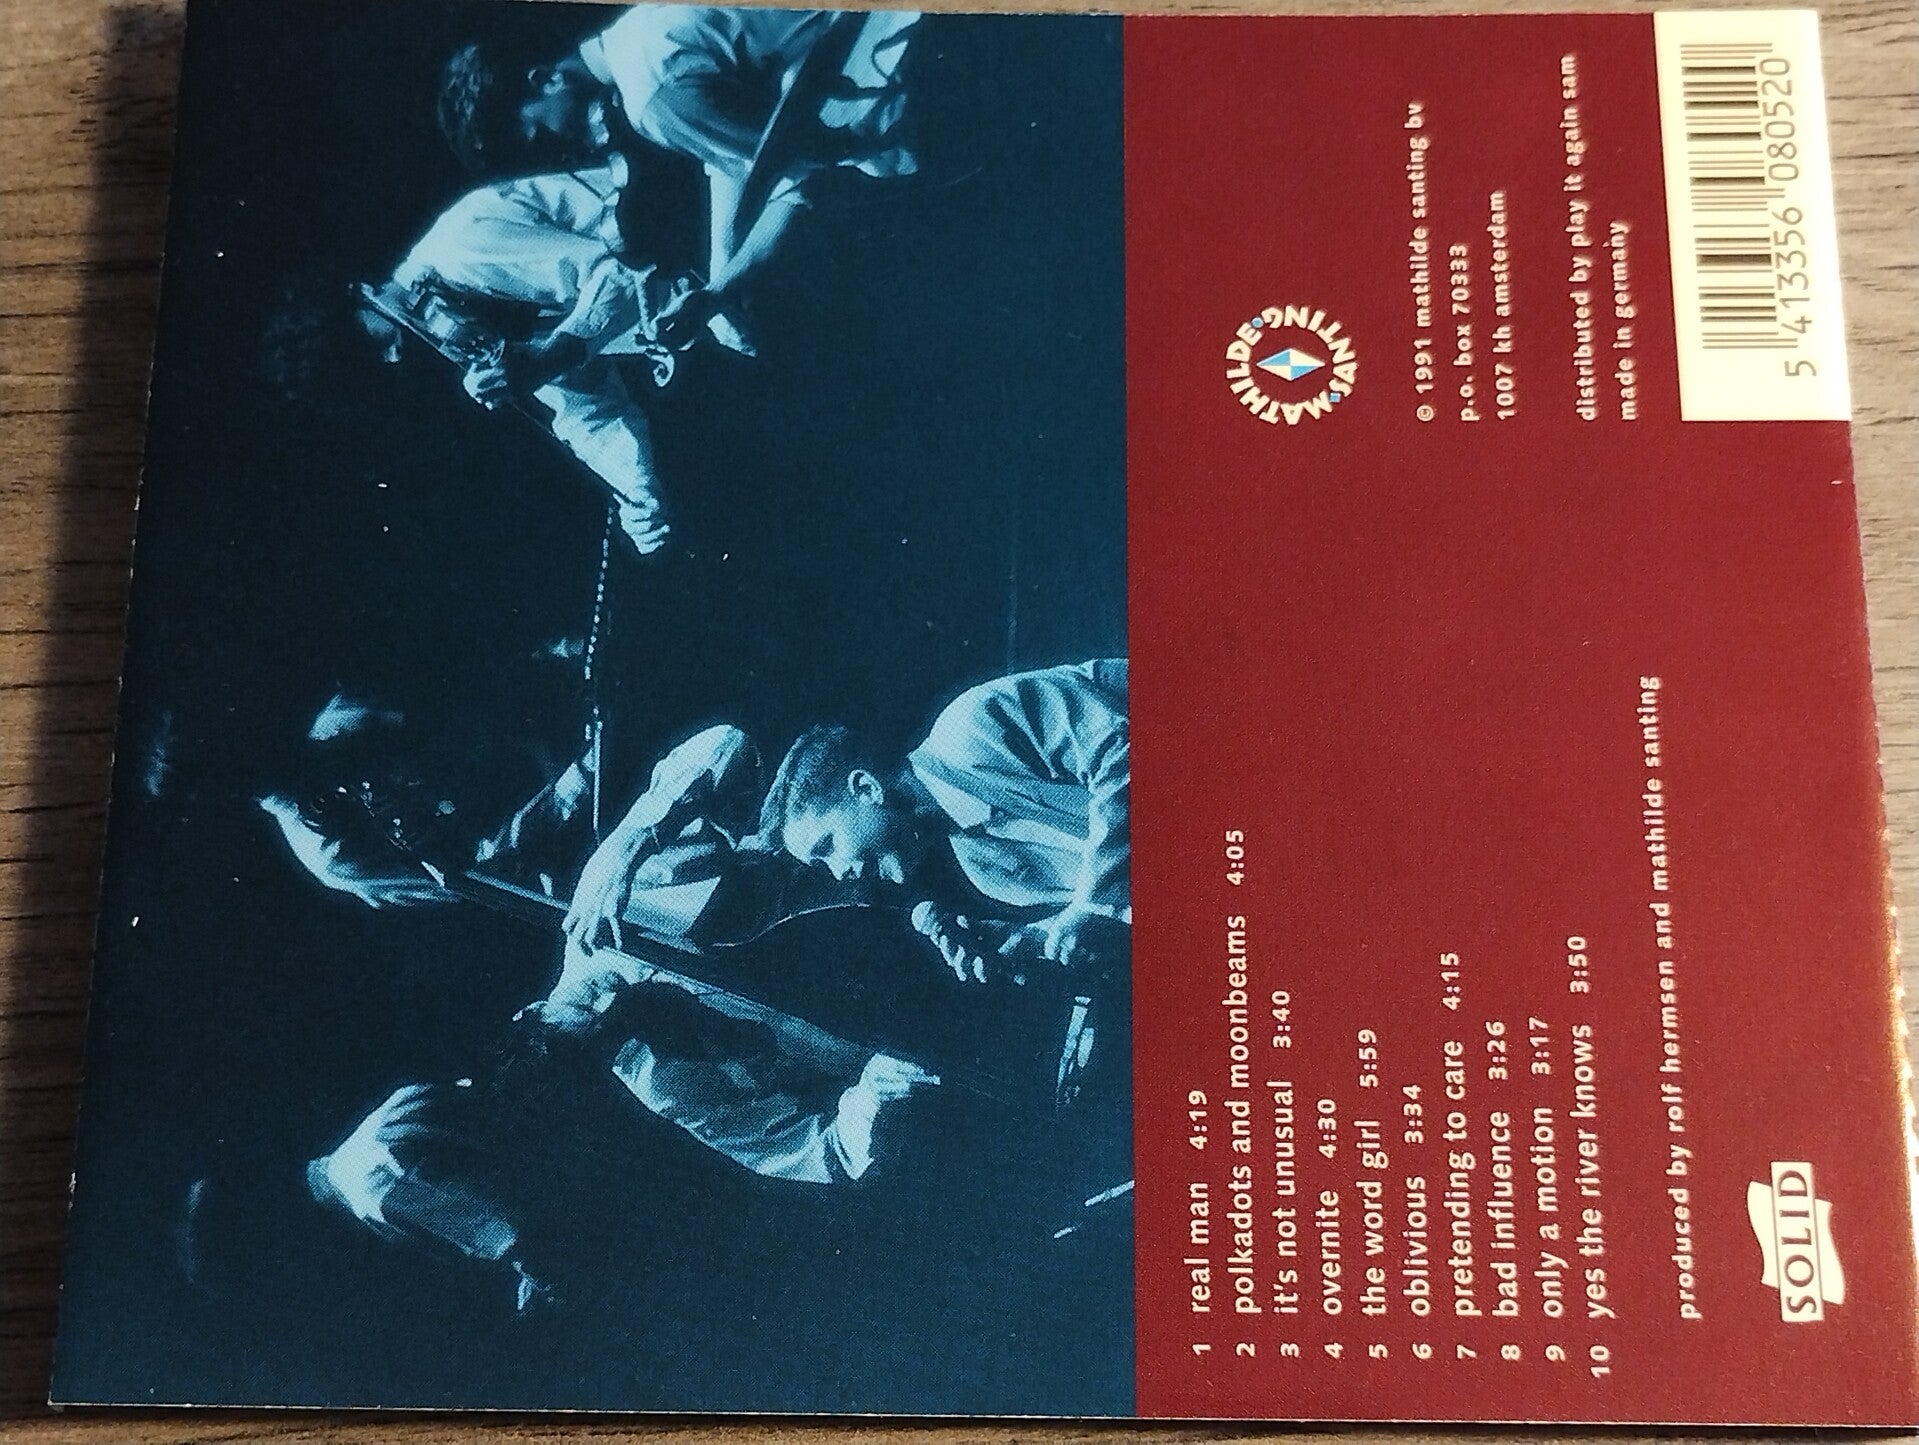 1 real man 4:19
2 polkadots and moonbeams 4:05
3 it's not unusual 3:40
4 overnite 4:30
5 the word girl 5:59
6 oblivious 3:34
7 pretending to care 4:15
8 bad influence 3:26
9 only a motion 3:17
10 yes the river knows 3:50
produced by rolf hermsen and mathilde santing
SOLID
MATHILDE SANTING
© 1991 mathilde santing bv
p.o. box 70333
1007 kh amsterdam
distributed by play it again sam
made in germany
5 413356 080520